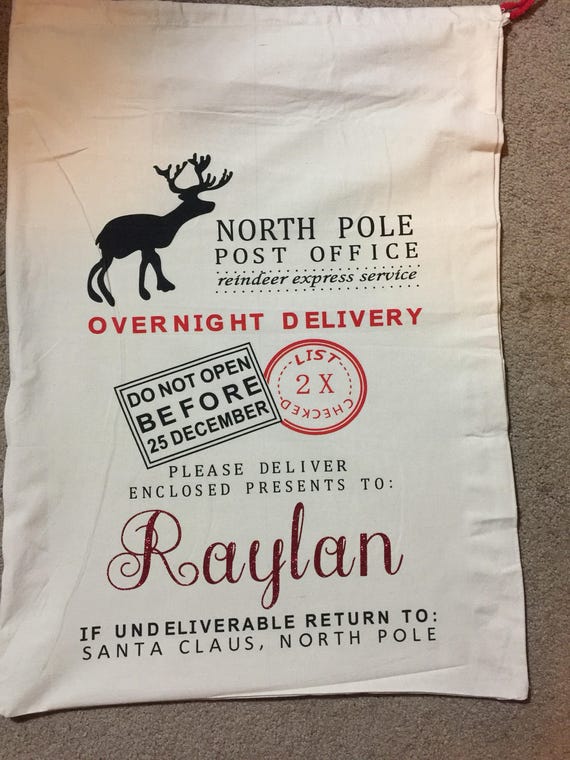 NORTH POLE
POST OFFICE
reindeer express service
OVERNIGHT DELIVERY
DO NOT OPEN
BEFORE
25 DECEMBER
LIST
2 X
CHECKED
PLEASE DELIVER
ENCLOSED PRESENTS TO:
Raylan
IF UNDELIVERABLE RETURN TO:
SANTA CLAUS, NORTH POLE